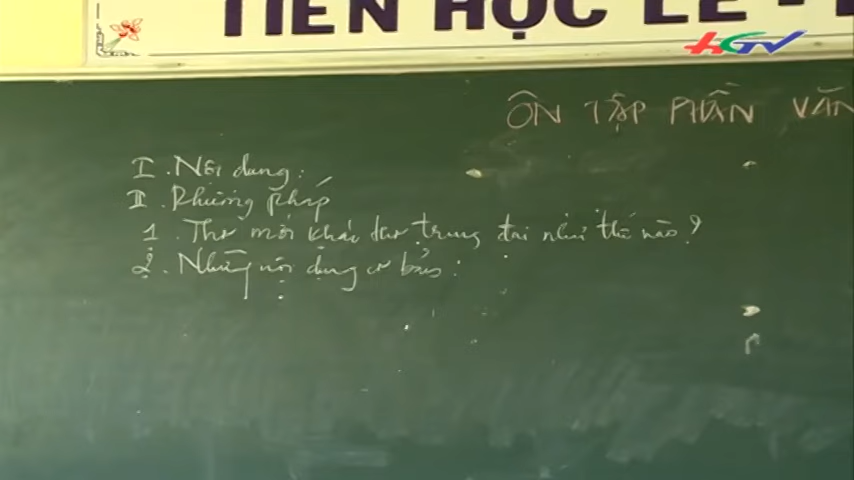 TIÊN HỌC LỄ -
HGTV
ÔN TẬP PHẦN VĂN
I. Nội dung:
II. Phương pháp
1. Thơ mới khác thơ trung đại như thế nào?
2. Những nội dung cơ bản: